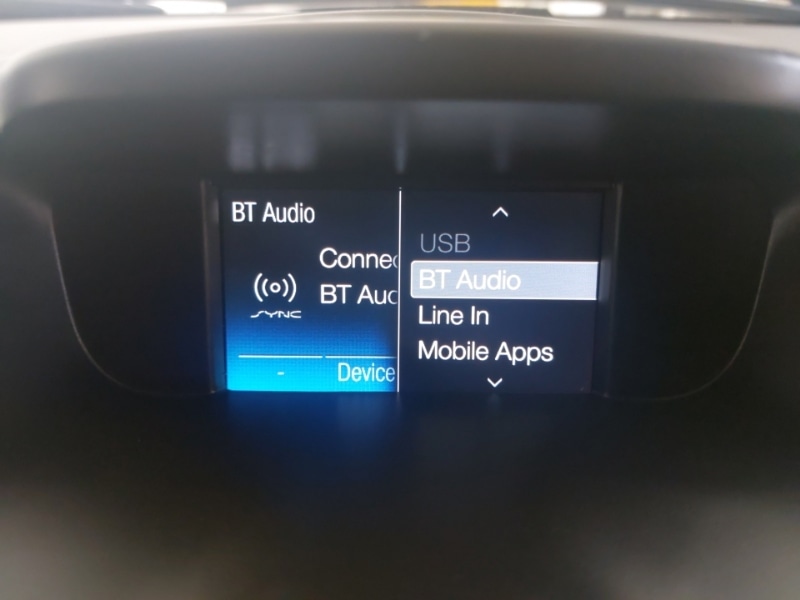 BT Audio
Connec
BT Auc
SYNC
-
Device
USB
BT Audio
Line In
Mobile Apps